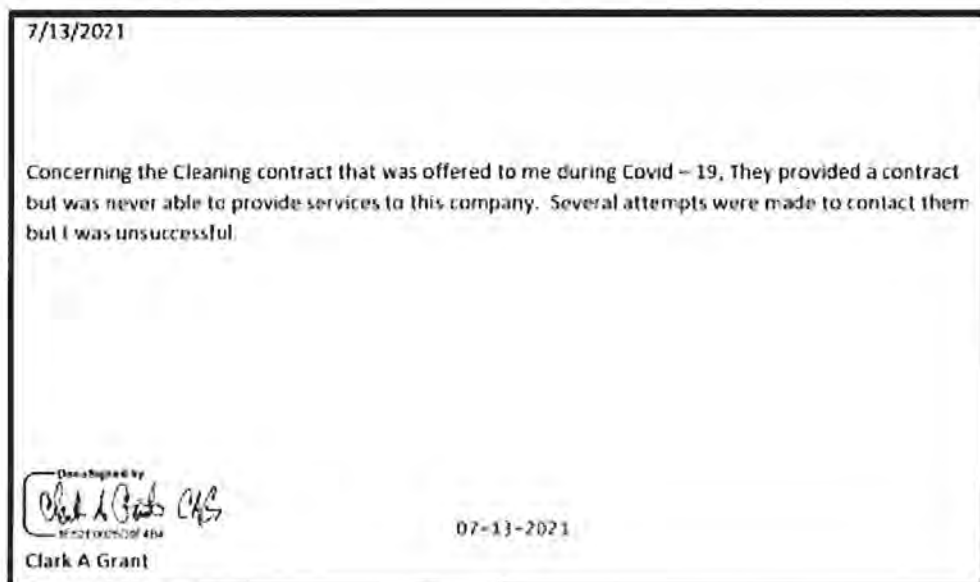 7/13/2021
Concerning the Cleaning contract that was offered to me during Covid – 19, They provided a contract
but was never able to provide services to this company. Several attempts were made to contact them
but I was unsuccessful.
DocuSigned by
07-13-2021
Clark A Grant